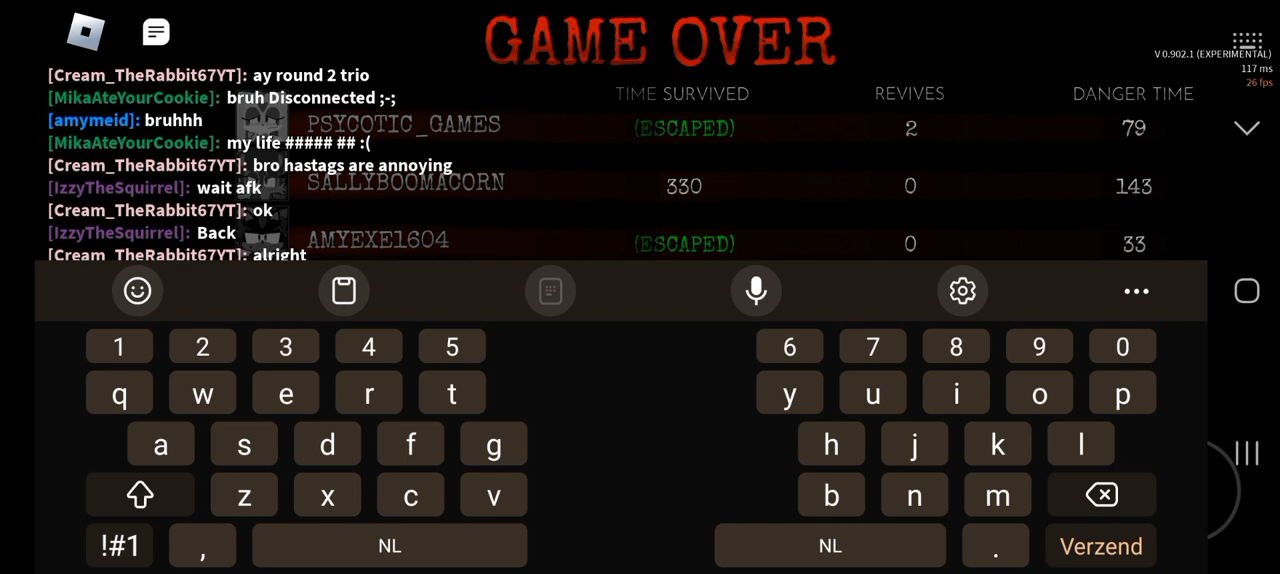 GAME OVER
V 0.902.1 (EXPERIMENTAL)
117 ms
26 fps
[Cream_TheRabbit67YT]: ay round 2 trio
[MikaAteYourCookie]: bruh Disconnected ;-;
[amymeid]: bruhhh
[MikaAteYourCookie]: my life ##### ## :(
[Cream_TheRabbit67YT]: bro hastags are annoying
[IzzyTheSquirrel]: wait afk
[Cream_TheRabbit67YT]: ok
[IzzyTheSquirrel]: Back
[Cream_TheRabbit67YT]: alright
TIME SURVIVED REVIVES DANGER TIME
PSYCOTIC_GAMES (ESCAPED) 2 79
SALLYBOOMACORN 330 0 143
AMYEXE1604 (ESCAPED) 0 33
1 2 3 4 5 6 7 8 9 0
q w e r t y u i o p
a s d f g h j k l
z x c v b n m
!#1 , NL NL . Verzend